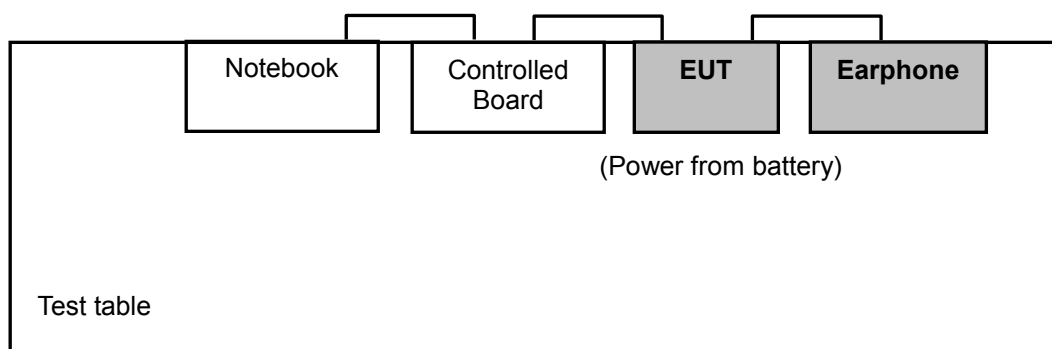 Notebook
Controlled
Board
EUT
Earphone
(Power from battery)
Test table